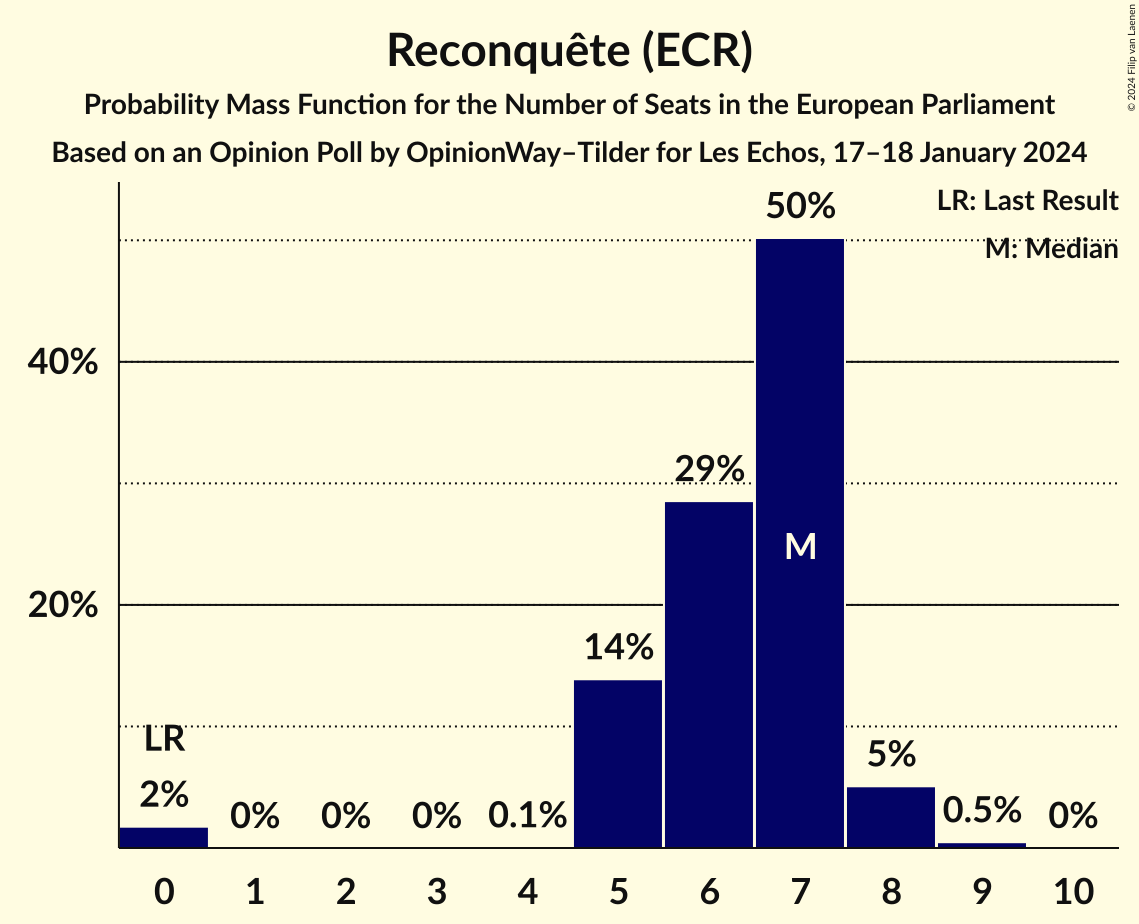 Reconquête (ECR)
Probability Mass Function for the Number of Seats in the European Parliament
Based on an Opinion Poll by OpinionWay–Tilder for Les Echos, 17–18 January 2024
© 2024 Filip van Laenen
LR: Last Result
M: Median
50%
40%
29%
M
20%
14%
LR
2%
0%
0%
0%
0.1%
5%
0.5%
0%
0 1 2 3 4 5 6 7 8 9 10